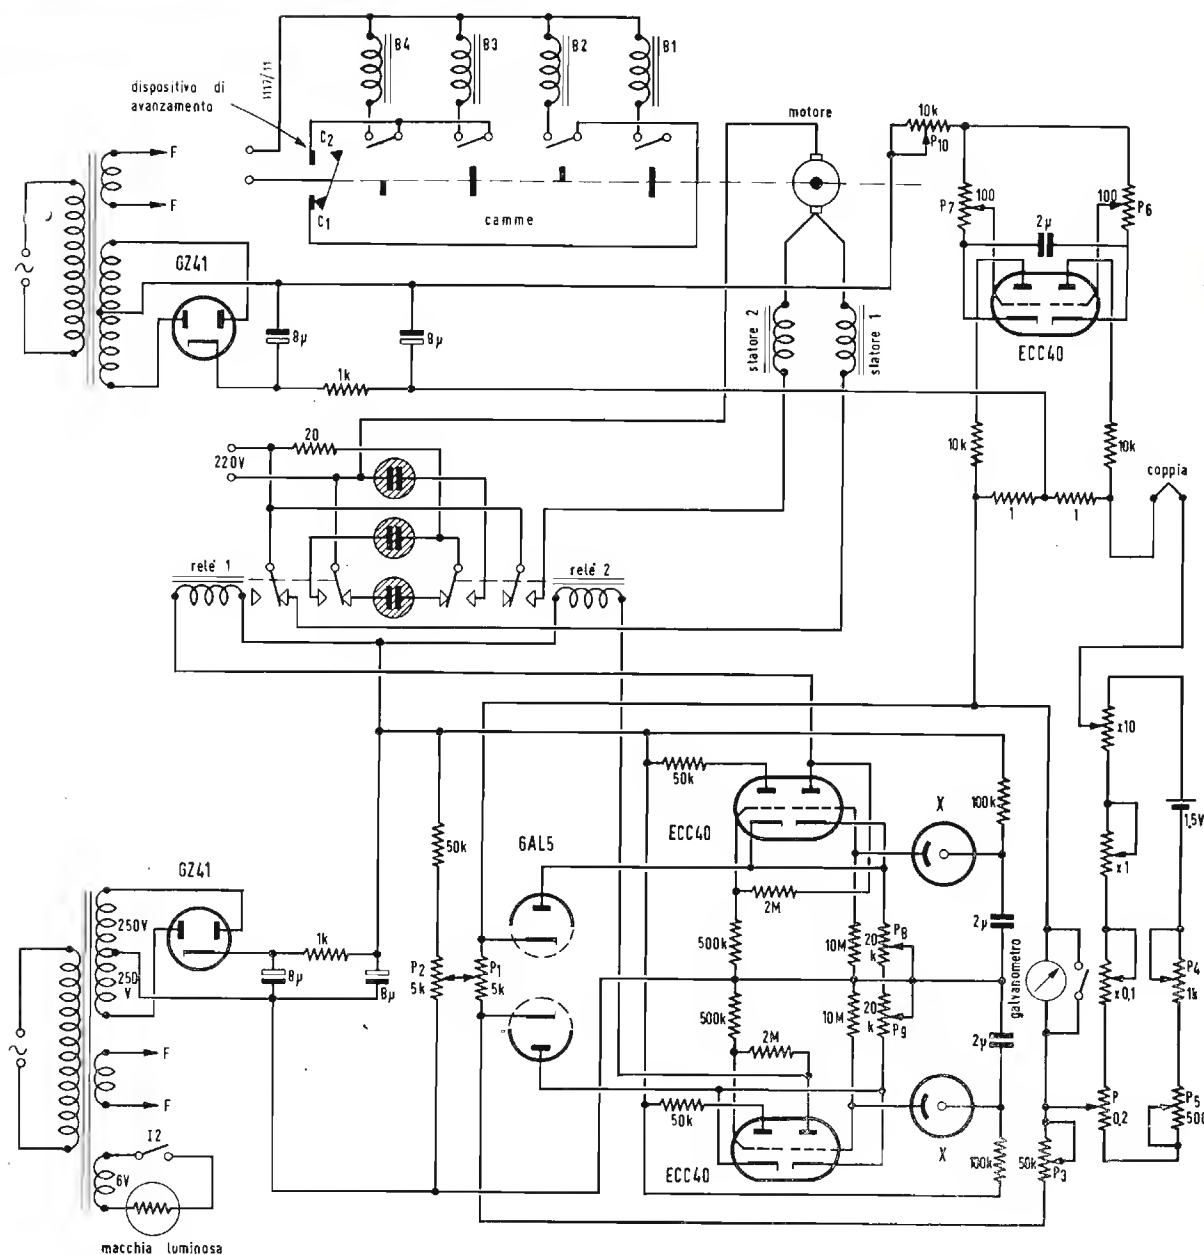 B4
B3
B2
B1
1117/11
dispositivo di
avanzamento
C2
C1
camme
motore
10k
P10
F
F
100
P7
100
P6
2µ
ECC40
GZ41
8µ
8µ
1k
statore 2
statore 1
20
220V
10k
10k
1
1
coppia
relé 1
relé 2
x10
1,5V
50k
ECC40
X
100k
50k
6AL5
x1
GZ41
250V
250
V
1k
8µ
8µ
2M
500k
10M
P8
20
k
2µ
P2
5k
P1
5k
galvanometro
x0,1
P4
1k
500k
10M
20
k
P9
2M
2µ
F
F
50k
ECC40
X
100k
50k
P3
P
0,2
P5
500
I2
6V
macchia luminosa